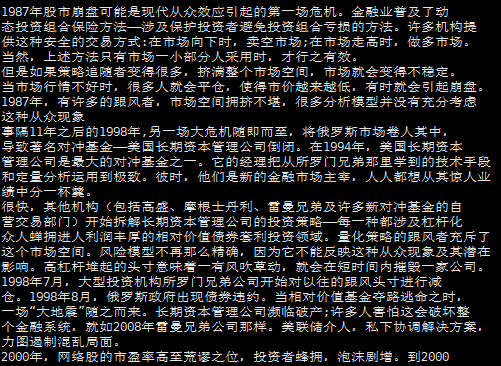 1987年股市崩盘可能是现代从众效应引起的第一场危机。金融业普及了动
态投资组合保险方法—涉及保护投资者避免投资组合亏损的方法。许多机构提
供这种安全的交易方式:在市场向下时,卖空市场;在市场走高时,做多市场。
当然,上述方法只有市场一小部分人采用时,才行之有效。
但是如果策略追随者变得很多,挤满整个市场空间,市场就会变得不稳定。
当市场行情不好时,很多人就会平仓,使得市价越来越低,有时就会引起崩盘。
1987年,有许多的跟风者,市场空间拥挤不堪,很多分析模型并没有充分考虑
这种从众现象
事隔11年之后的1998年,另一场大危机随即而至,将俄罗斯市场卷人其中,
导致著名对冲基金—美国长期资本管理公司倒闭。在1994年,美国长期资本
管理公司是最大的对冲基金之一。它的经理把从所罗门兄弟那里学到的技术手段
和定量分析运用到极致。彼时,他们是新的金融市场主宰,人人都想从其惊人业
绩中分一杯羹。
很快,其他机构(包括高盛、摩根士丹利、雷曼兄弟及许多新对冲基金的自
营交易部门)开始拆解长期资本管理公司的投资策略—每一种都涉及杠杆化
众人蝉拥进人利润丰厚的相对价值债券套利投资领域。量化策略的跟风者充斥了
这个市场空间。风险模型不再那么精确,因为它不能反映这种从众现象及其潜在
影响。高杠杆堆起的头寸意味着一有风吹草动,就会在短时间内摧毁一家公司。
1998年7月,大型投资机构所罗门兄弟公司开始对以往的跟风头寸进行减
仓。1998年8月,俄罗斯政府出现债券违约。当相对价值基金夺路逃命之时,
一场“大地震”随之而来。长期资本管理公司濒临破产;许多人害怕这会破坏整
个金融系统,就如2008年雷曼兄弟公司那样。美联储介人,私下协调解决方案,
力图遏制混乱局面。
2000年,网络股的市盈率高至荒谬之位,投资者蜂拥,泡沫剧增。到2000